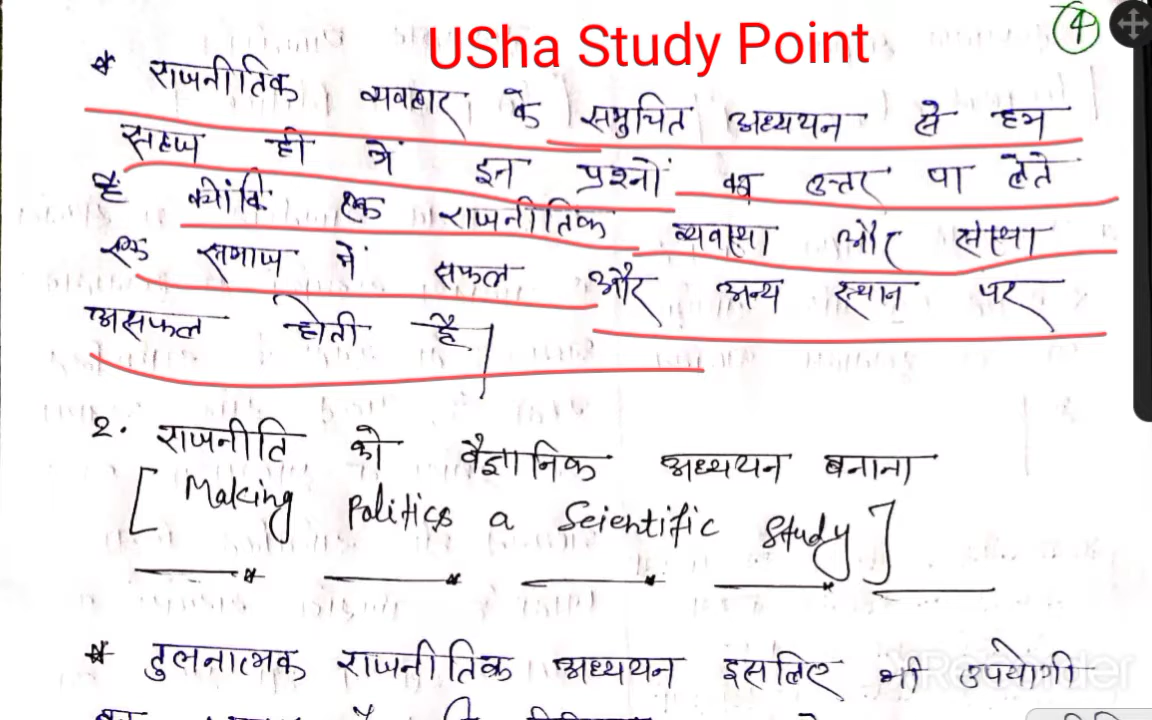 USha Study Point
4
* राजनीतिक व्यवहार के समुचित अध्ययन से हम
सहज ही में इन प्रश्नों का उत्तर पा लेते
हैं क्योंकि एक राजनीतिक व्यवस्था और संस्था
एक समाज में सफल और अन्य स्थान पर
असफल होती है।
2. राजनीति को वैज्ञानिक अध्ययन बनाना
[Making Politics a Scientific Study]
* तुलनात्मक राजनीतिक अध्ययन इसलिए भी उपयोगी